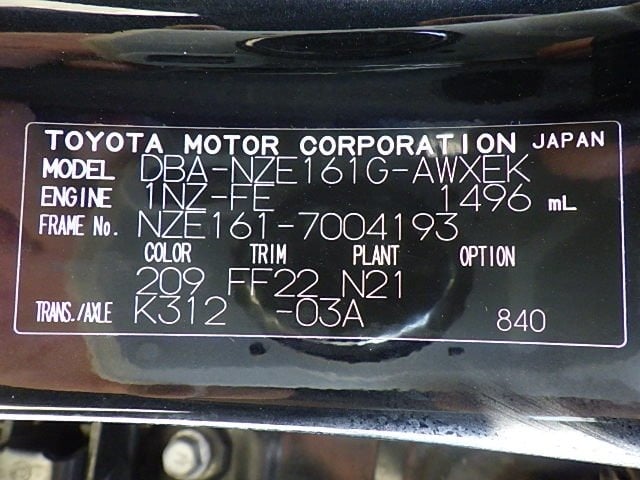 TOYOTA MOTOR CORPORATION JAPAN
MODEL DBA-NZE161G-AWXEK
ENGINE 1NZ-FE 1496 mL
FRAME No. NZE161-7004193
COLOR TRIM PLANT OPTION
209 FF22 N21
TRANS./AXLE K312 -03A 840